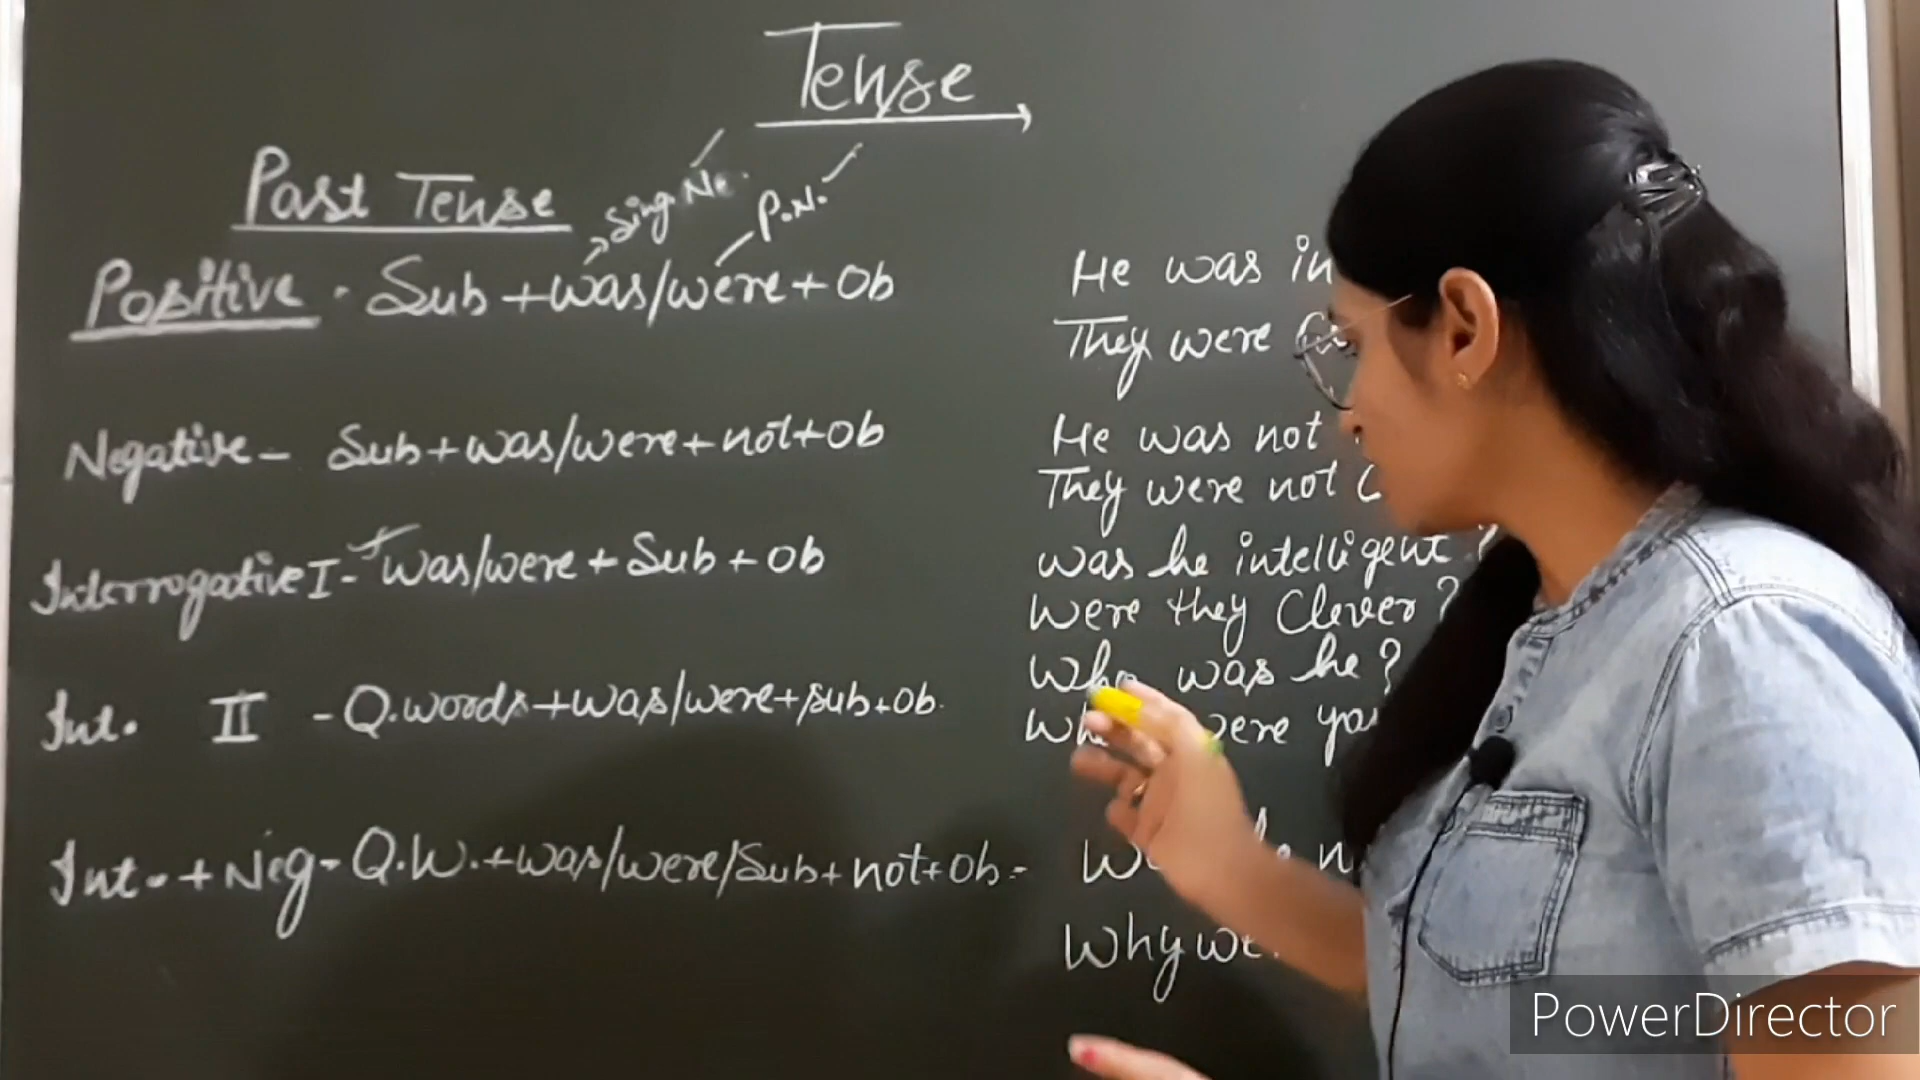 Tense
Past Tense
Sing. No.
P.N.
Positive - Sub + was/were + Ob
He was in
They were
Negative - Sub + was/were + not + Ob
He was not
They were not
Interrogative I - was/were + Sub + Ob
was he intelligent ?
were they Clever ?
Int. II - Q.words + was/were + sub + ob.
Who was he?
were you
Int. + Neg - Q.W. + was/were/Sub + not + Ob -
Why we
PowerDirector